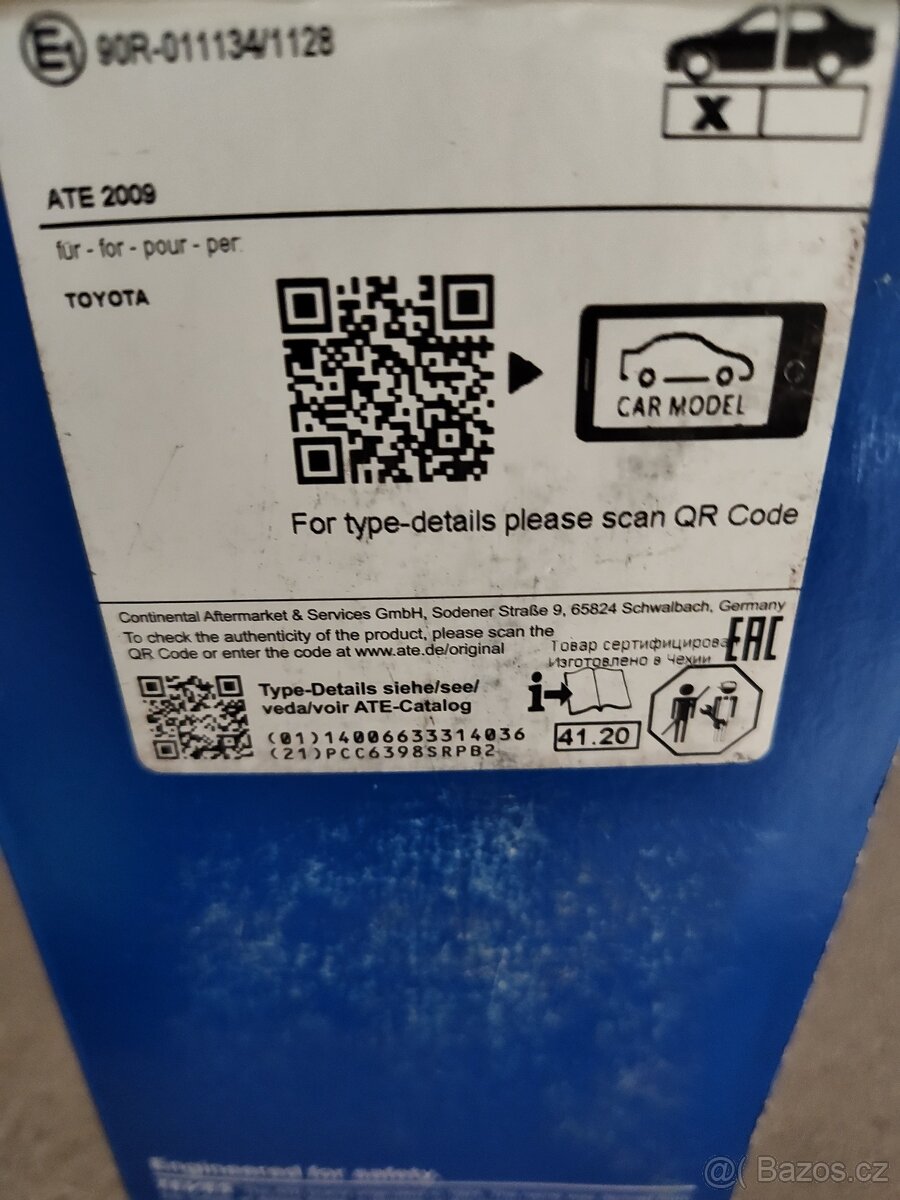 E1 90R-011134/1128
X
ATE 2009
für - for - pour - per:
TOYOTA
CAR MODEL
For type-details please scan QR Code
Continental Aftermarket & Services GmbH, Sodener Straße 9, 65824 Schwalbach, Germany
To check the authenticity of the product, please scan the
QR Code or enter the code at www.ate.de/original
Товар сертифицирова
Изготовлено в Чехии
EAC
Type-Details siehe/see/
veda/voir ATE-Catalog
(01)14006633314036
(21)PCC6398SRPB2
41.20
Engineered for safety.
@( Bazos.cz